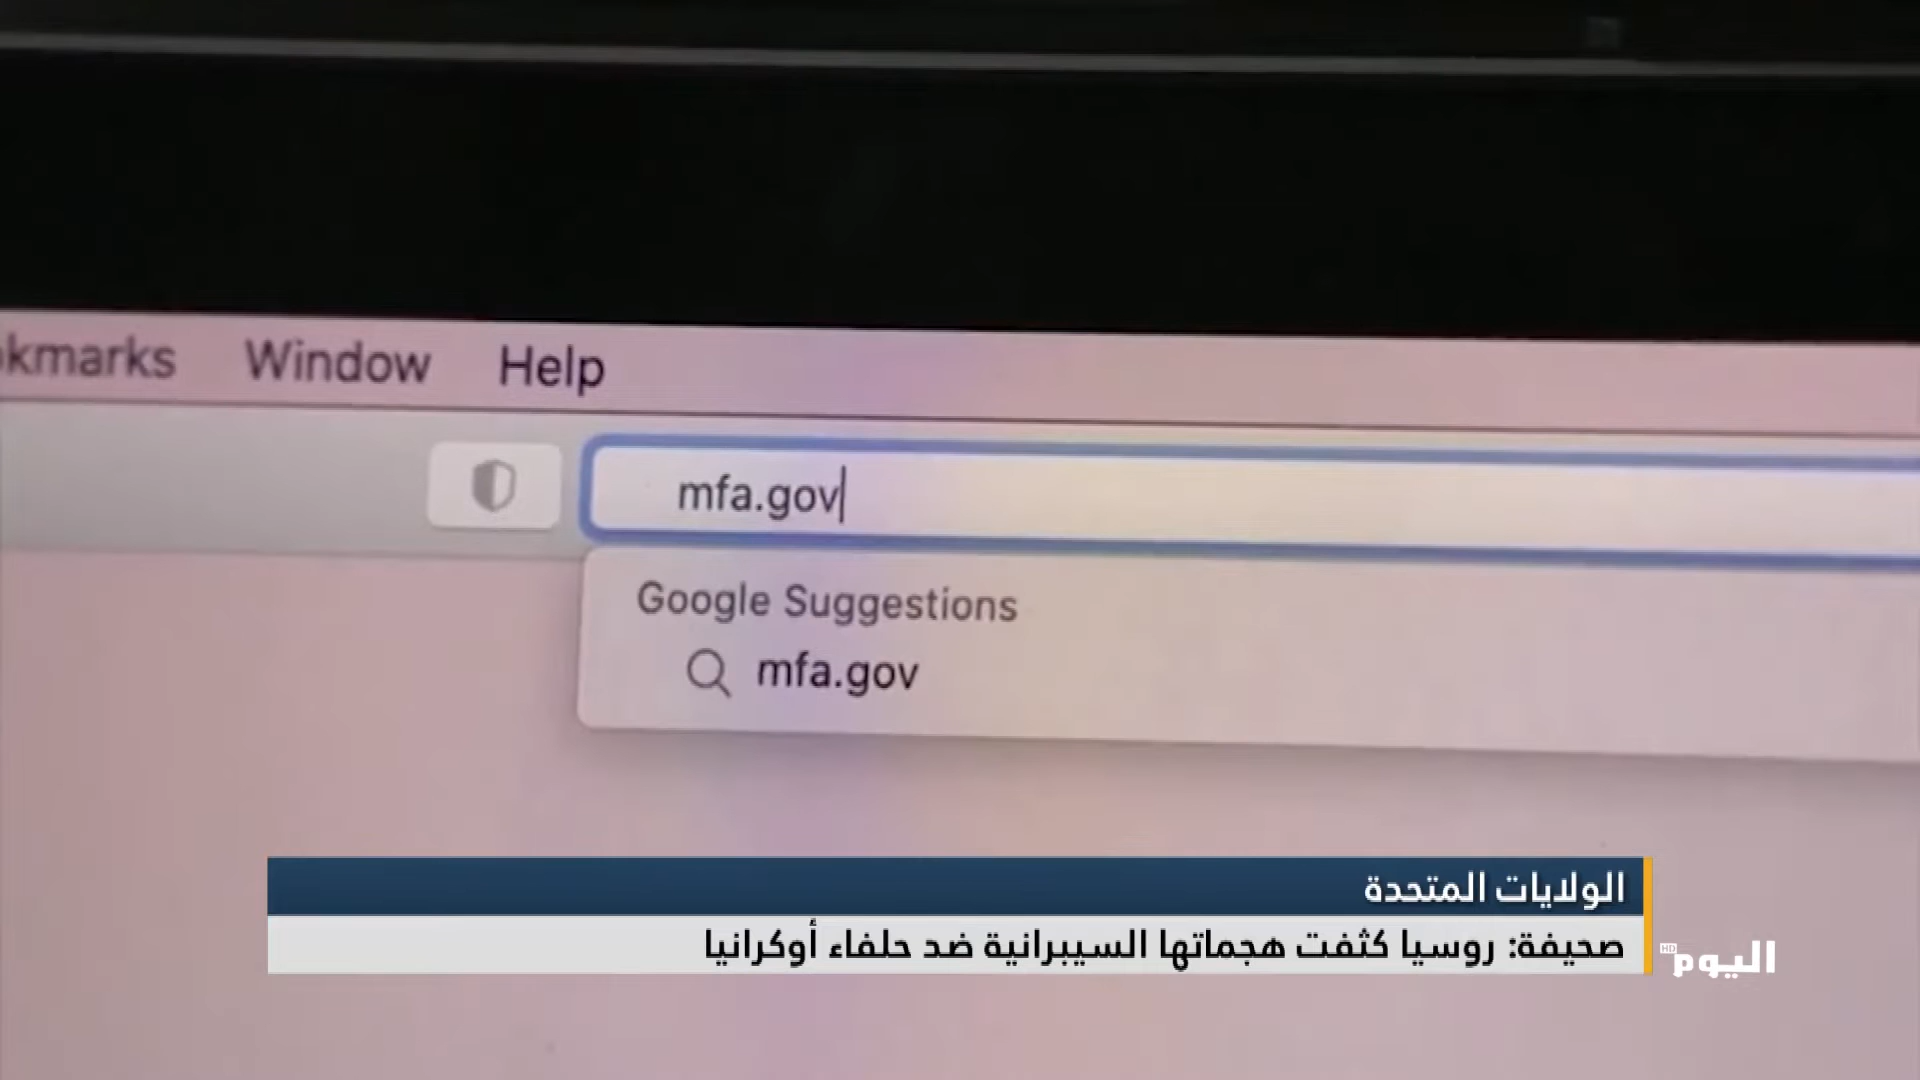 Window Help
mfa.gov
Google Suggestions
mfa.gov
الولايات المتحدة
صحيفة: روسيا كثفت هجماتها السيبرانية ضد حلفاء أوكرانيا
اليوم HD